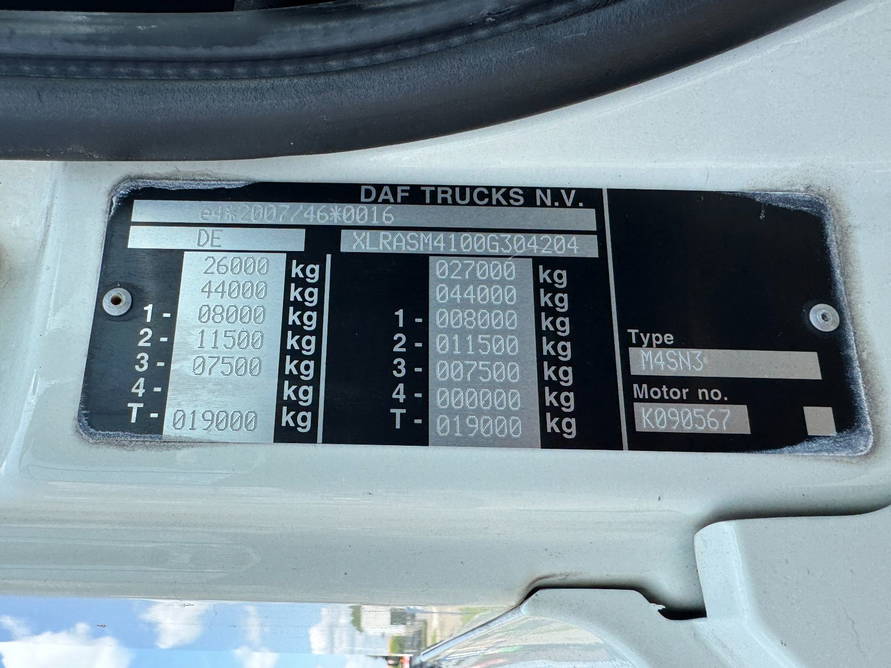 DAF TRUCKS N.V.
e4*2007/46*0016
DE XLRASM4100G304204
26000 kg 027000 kg
44000 kg 044000 kg
1- 08000 kg 1- 008000 kg
2- 11500 kg 2- 011500 kg
3- 07500 kg 3- 007500 kg
4- kg 4- 000000 kg
T- 019000 kg T- 019000 kg
Type
M4SN3
Motor no.
K090567